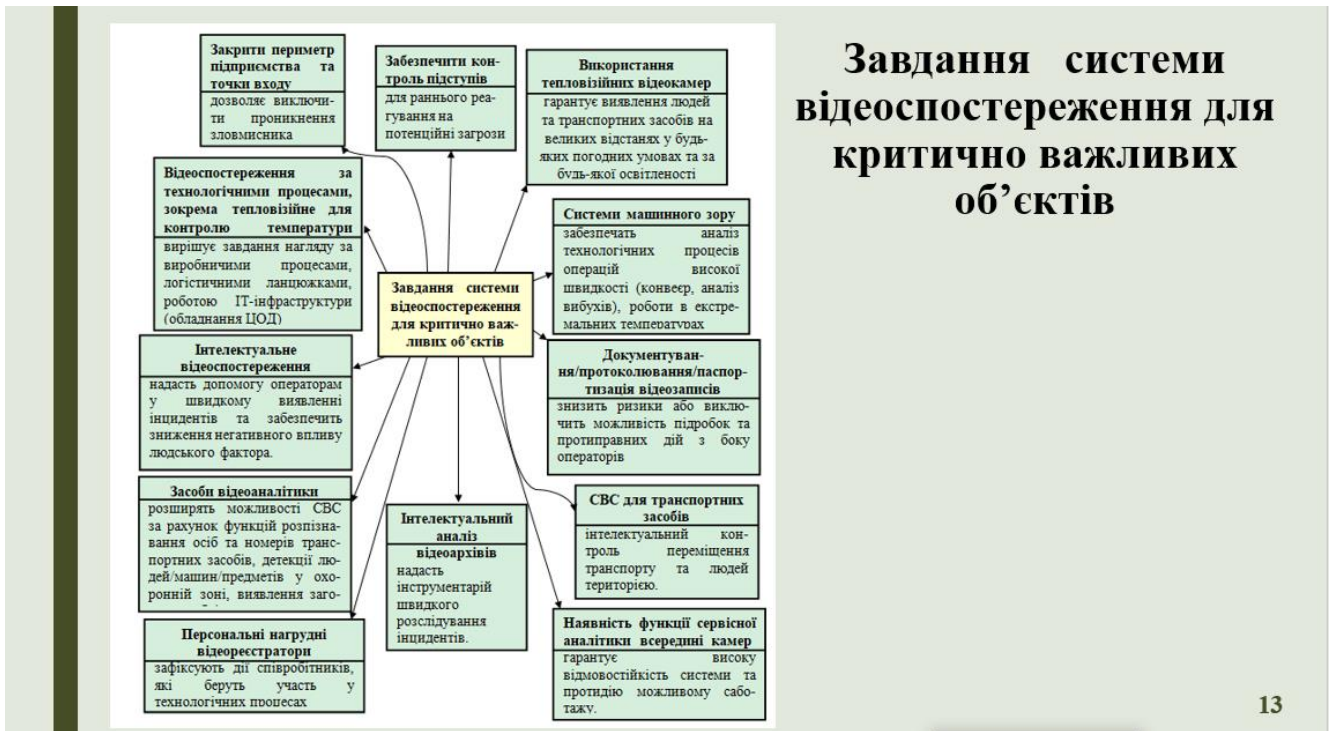 Закрити периметр
підприємства та
точки входу
дозволяє виключи-
ти проникнення
зловмисника
Забезпечити кон-
троль підступів
для раннього реа-
гування на
потенційні загрози
Використання
тепловізійних відеокамер
гарантує виявлення людей
та транспортних засобів на
великих відстанях у будь-
яких погодних умовах та за
будь-якої освітленості
Завдання системи
відеоспостереження для
критично важливих
об’єктів
Відеоспостереження за
технологічними процесами,
зокрема тепловізійне для
контролю температури
вирішує завдання нагляду за
виробничими процесами,
логістичними ланцюжками,
роботою ІТ-інфраструктури
(обладнання ЦОД)
Системи машинного зору
забезпечать аналіз
технологічних процесів
операцій високої
швидкості (конвеєр, аналіз
вибухів), роботи в екстре-
мальних температурах
Завдання системи
відеоспостереження
для критично важ-
ливих об’єктів
Інтелектуальне
відеоспостереження
надасть допомогу операторам
у швидкому виявленні
інцидентів та забезпечить
зниження негативного впливу
людського фактора.
Документуван-
ня/протоколювання/паспор-
тизація відеозаписів
знизить ризики або виклю-
чить можливість підробок та
протиправних дій з боку
операторів
Засоби відеоаналітики
розширять можливості СВС
за рахунок функцій розпізна-
вання осіб та номерів транс-
портних засобів, детекції лю-
дей/машин/предметів у охо-
ронній зоні, виявлення заго-
Інтелектуальний
аналіз
відеоархівів
надасть
інструментарій
швидкого
розслідування
інцидентів.
СВС для транспортних
засобів
інтелектуальний кон-
троль переміщення
транспорту та людей
територією.
Персональні нагрудні
відеореєстратори
зафіксують дії співробітників,
які беруть участь у
технологічних процесах
Наявність функції сервісної
аналітики всередині камер
гарантує високу
відмовостійкість системи та
протидію можливому сабо-
тажу.
13